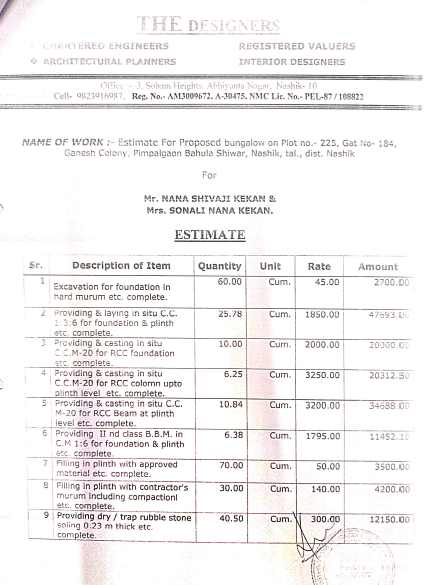 THE DESIGNERS
❖ CHARTERED ENGINEERS REGISTERED VALUERS
❖ ARCHITECTURAL PLANNERS INTERIOR DESIGNERS
Office :- 3, Soham Heights, Abhiyanta Nagar, Nashik- 10
Cell- 9823916987, Reg. No.- AM3009672, A-30475, NMC Lic. No.- PEL-87 / 108822
NAME OF WORK :- Estimate For Proposed bungalow on Plot no.- 225, Gat No- 184,
Ganesh Colony, Pimpalgaon Bahula Shiwar, Nashik, tal., dist. Nashik
For
Mr. NANA SHIVAJI KEKAN &
Mrs. SONALI NANA KEKAN.
ESTIMATE
Sr. Description of Item Quantity Unit Rate Amount
1 Excavation for foundation in 60.00 Cum. 45.00 2700.00
hard murum etc. complete.
2 Providing & laying in situ C.C. 25.78 Cum. 1850.00 47693.00
1:3:6 for foundation & plinth
etc. complete.
3 Providing & casting in situ 10.00 Cum. 2000.00 20000.00
C.C.M-20 for RCC foundation
etc. complete.
4 Providing & casting in situ 6.25 Cum. 3250.00 20312.50
C.C.M-20 for RCC colomn upto
plinth level etc. complete.
5 Providing & casting in situ C.C. 10.84 Cum. 3200.00 34688.00
M-20 for RCC Beam at plinth
level etc. complete.
6 Providing II nd class B.B.M. in 6.38 Cum. 1795.00 11452.10
C.M 1:6 for foundation & plinth
etc. complete.
7 Filling in plinth with approved 70.00 Cum. 50.00 3500.00
material etc. complete.
8 Filling in plinth with contractor's 30.00 Cum. 140.00 4200.00
murum including compactionl
etc. complete.
9 Providing dry / trap rubble stone 40.50 Cum. 300.00 12150.00
soling 0.23 m thick etc.
complete.